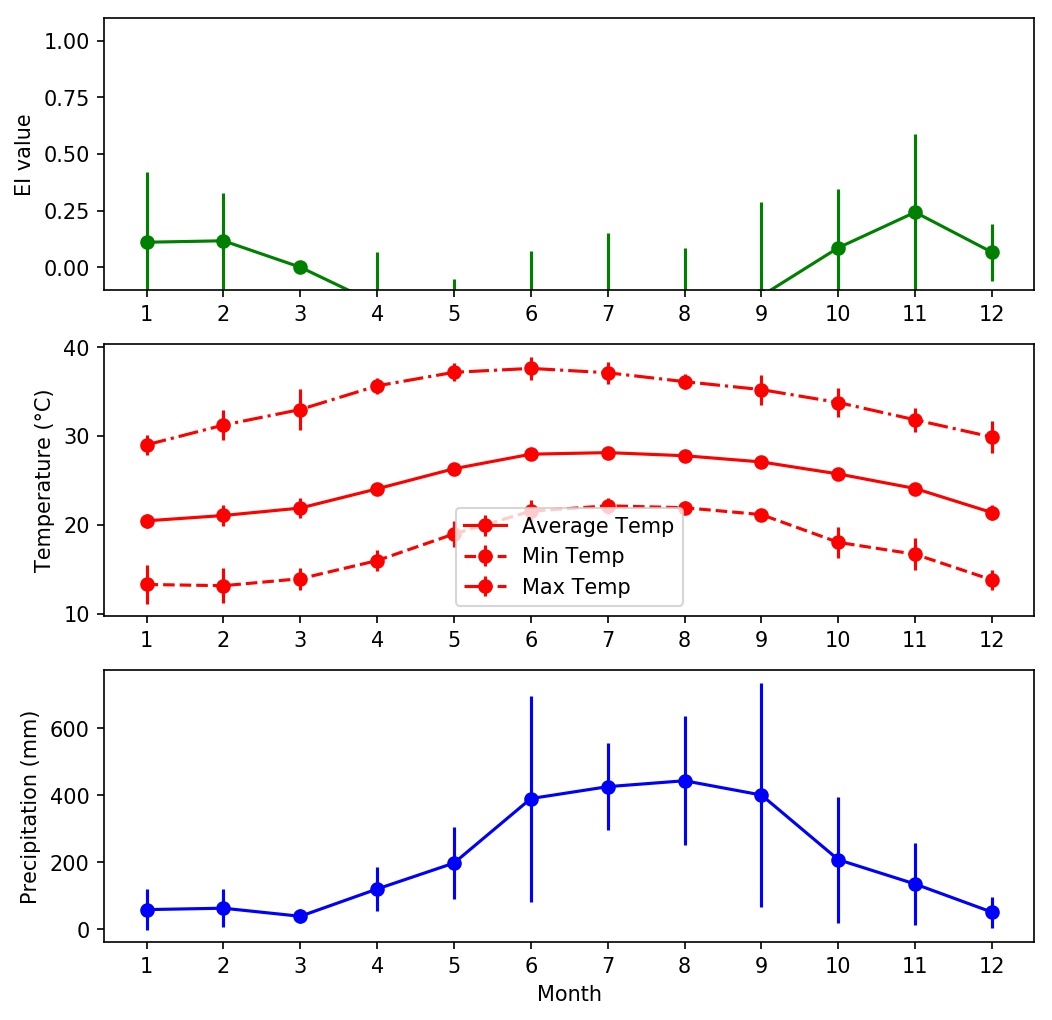 EI value
1.00
0.75
0.50
0.25
0.00
1 2 3 4 5 6 7 8 9 10 11 12
Temperature (°C)
40
30
20
10
Average Temp
Min Temp
Max Temp
1 2 3 4 5 6 7 8 9 10 11 12
Precipitation (mm)
600
400
200
0
1 2 3 4 5 6 7 8 9 10 11 12
Month